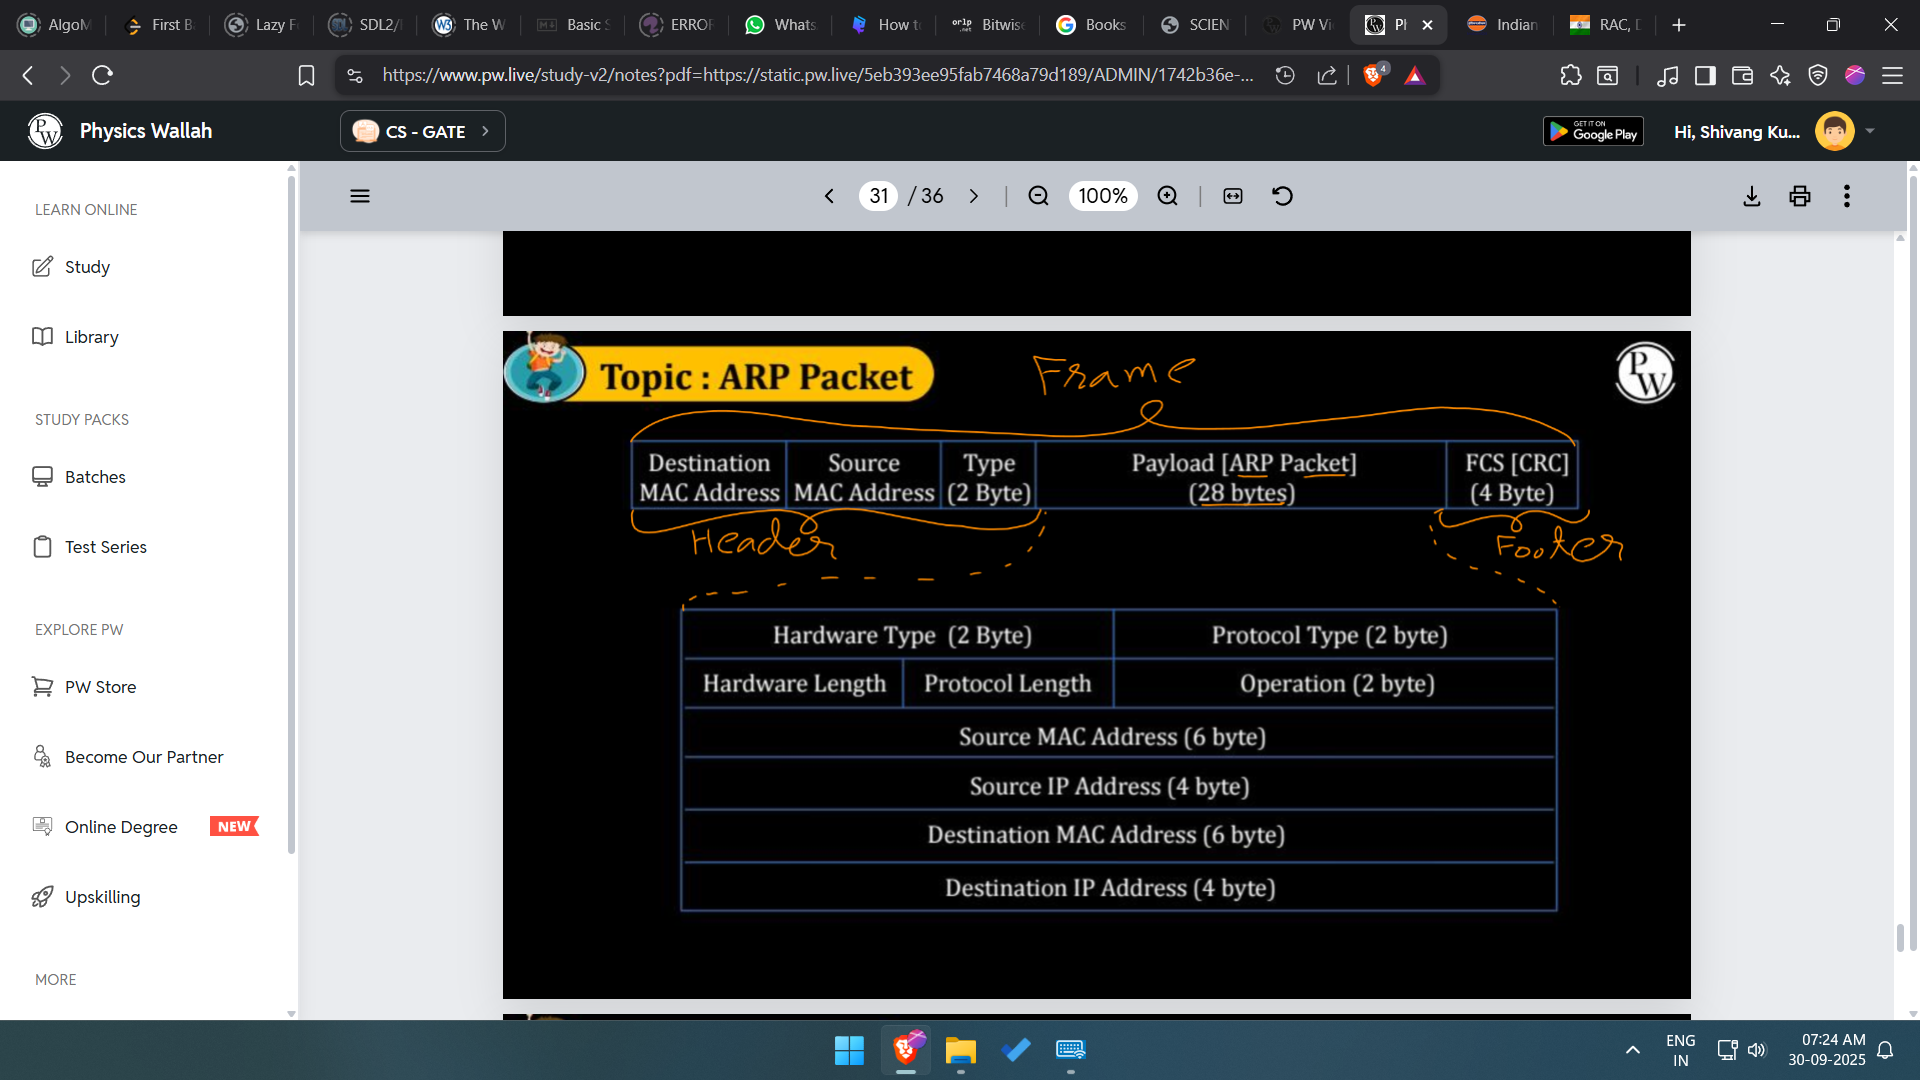 AlgoM
First B
Lazy F
SDL2/
The W
Basic S
ERROR
Whats
How t
Bitwise
Books
SCIEN
PW Vi
Pl
Indian
RAC, D
https://www.pw.live/study-v2/notes?pdf=https://static.pw.live/5eb393ee95fab7468a79d189/ADMIN/1742b36e-...
4
PW
Physics Wallah
CS - GATE
GET IT ON
Google Play
Hi, Shivang Ku...
31 / 36
100%
LEARN ONLINE
Study
Library
STUDY PACKS
Batches
Test Series
EXPLORE PW
PW Store
Become Our Partner
Online Degree NEW
Upskilling
MORE
Topic : ARP Packet
Frame
PW
Destination MAC Address
Source MAC Address
Type (2 Byte)
Payload [ARP Packet] (28 bytes)
FCS [CRC] (4 Byte)
Header
Footer
Hardware Type (2 Byte)
Protocol Type (2 byte)
Hardware Length
Protocol Length
Operation (2 byte)
Source MAC Address (6 byte)
Source IP Address (4 byte)
Destination MAC Address (6 byte)
Destination IP Address (4 byte)
ENG
IN
07:24 AM
30-09-2025